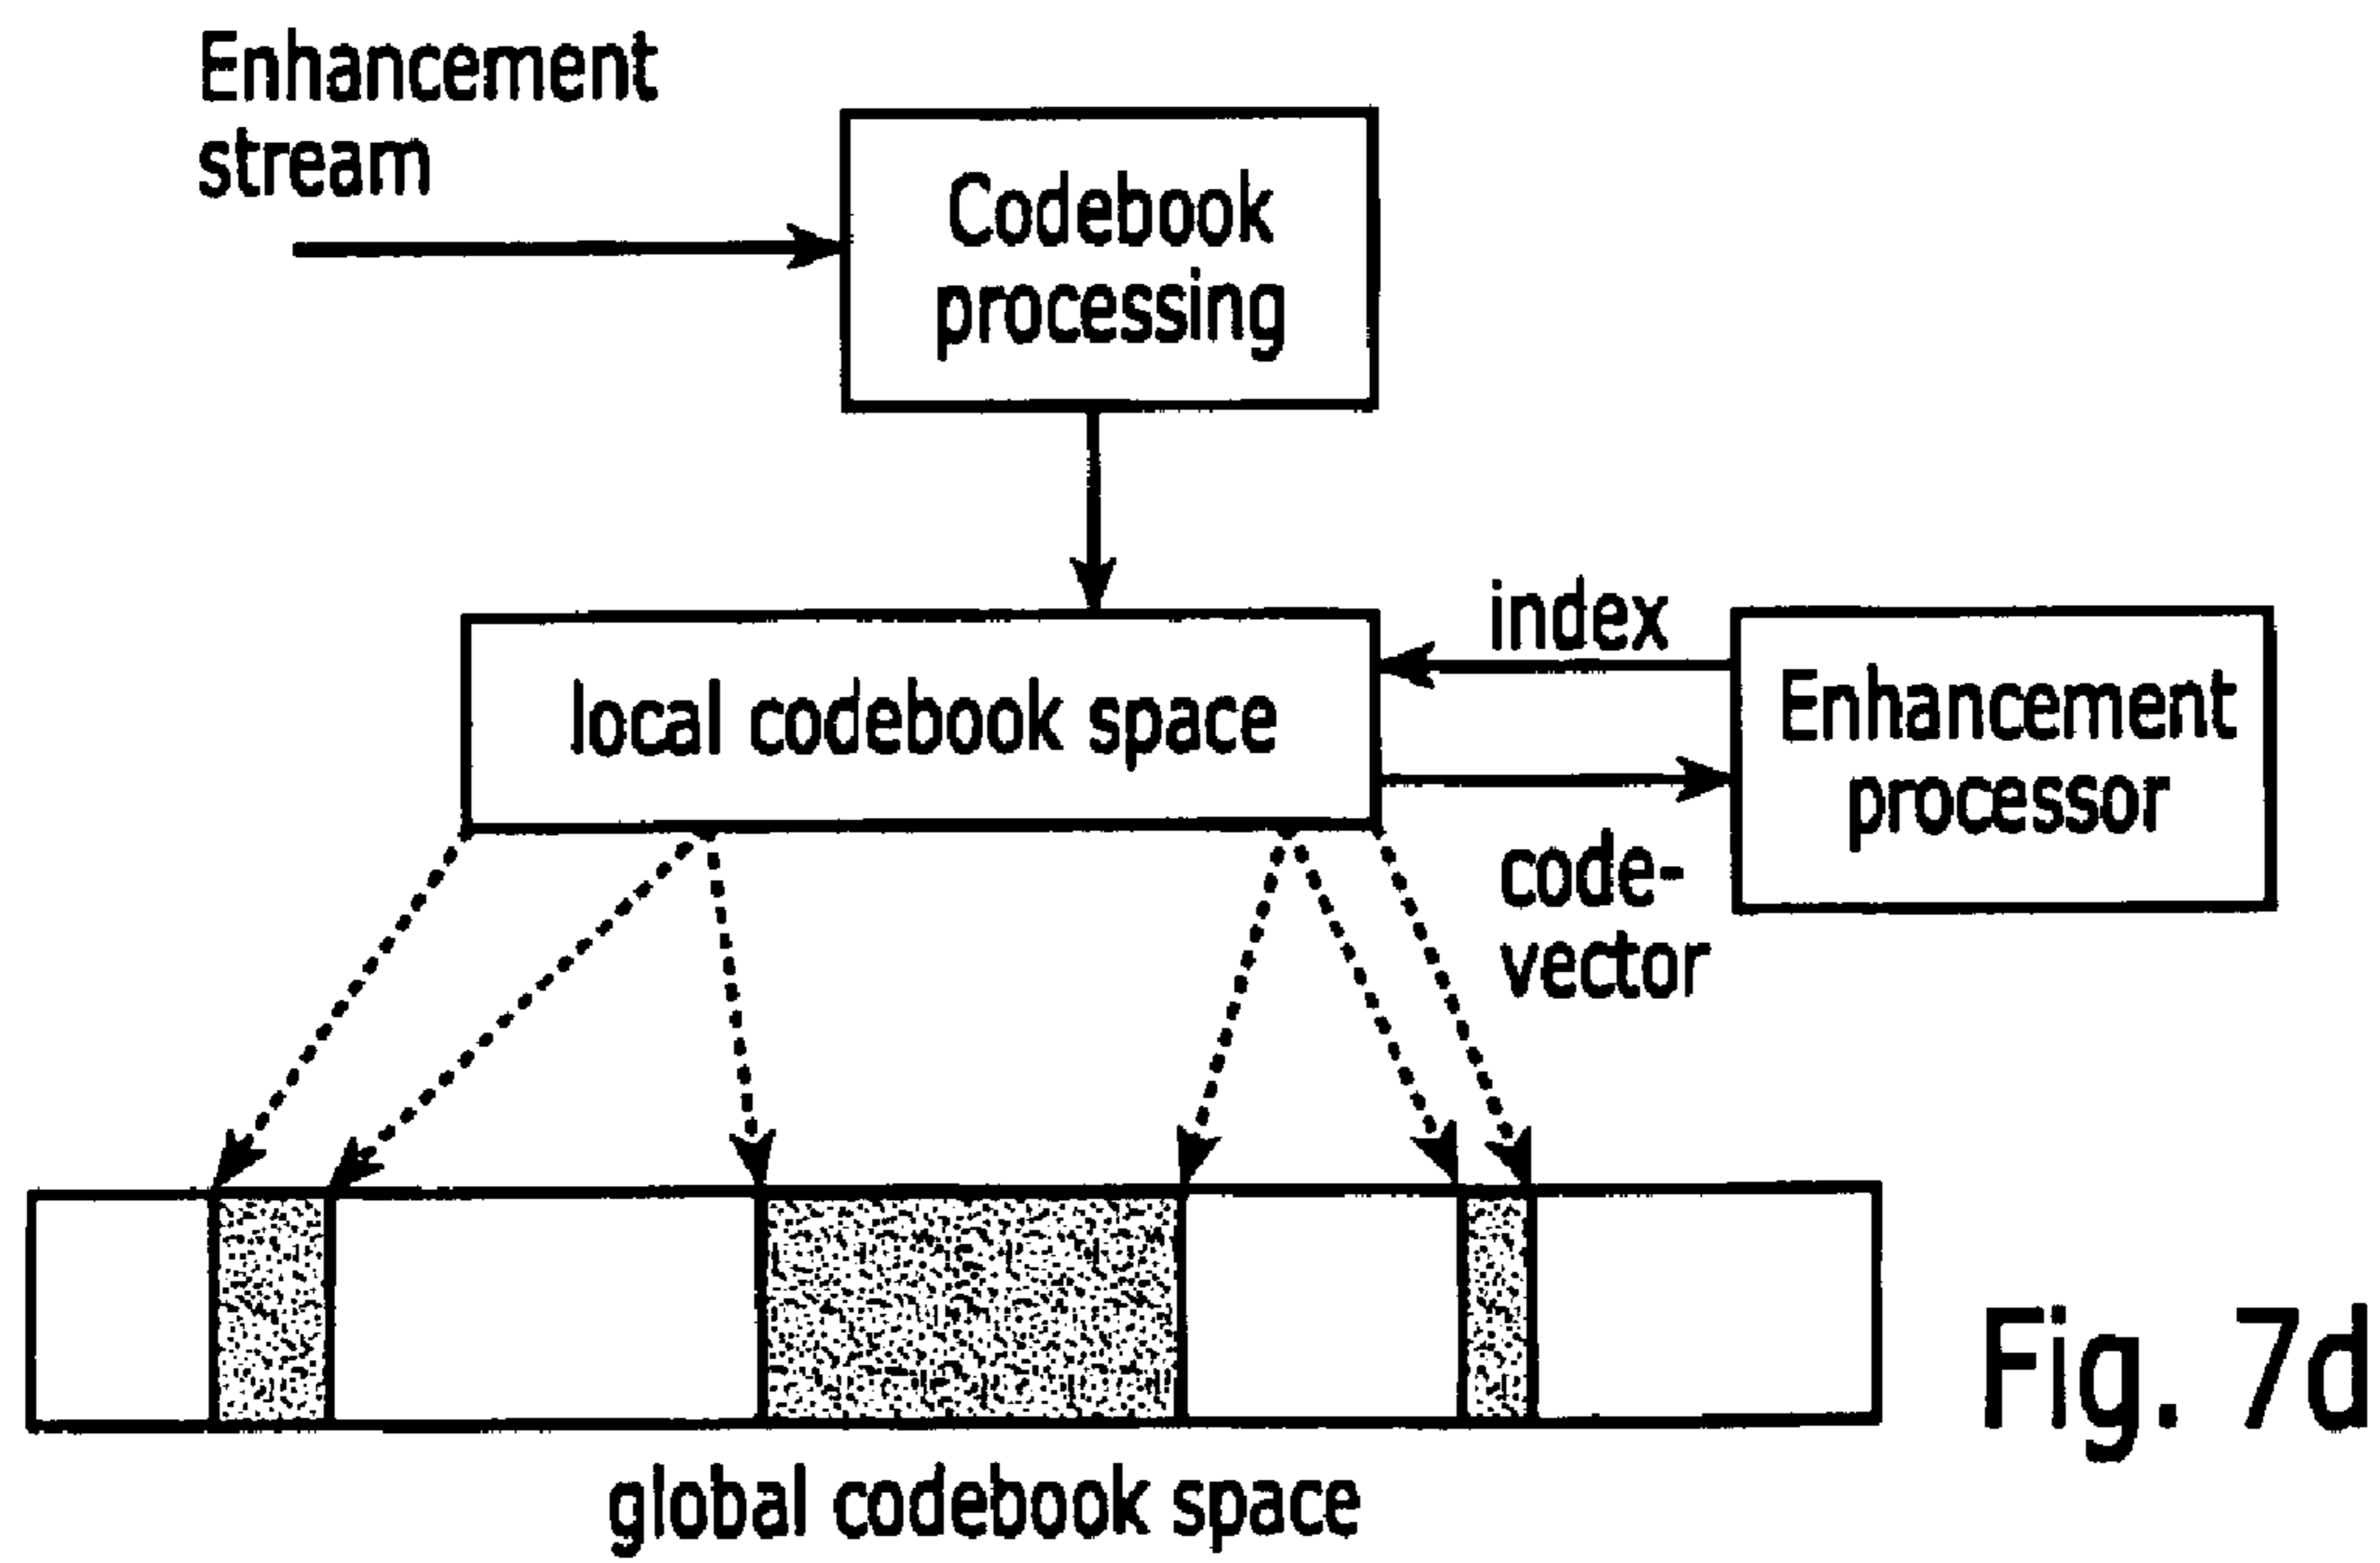 Enhancement
stream
Codebook
processing
index
local codebook space
Enhancement
processor
code-
vector
global codebook space
Fig. 7d